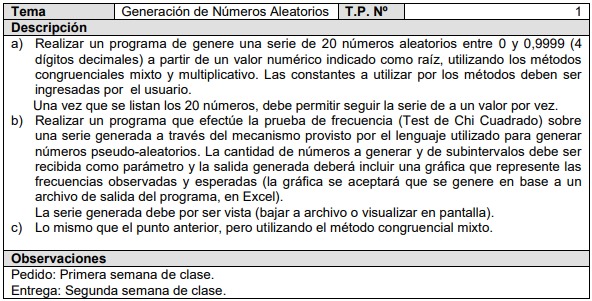 Tema Generación de Números Aleatorios T.P. Nº 1
Descripción
a) Realizar un programa de genere una serie de 20 números aleatorios entre 0 y 0,9999 (4
dígitos decimales) a partir de un valor numérico indicado como raíz, utilizando los métodos
congruenciales mixto y multiplicativo. Las constantes a utilizar por los métodos deben ser
ingresadas por el usuario.
Una vez que se listan los 20 números, debe permitir seguir la serie de a un valor por vez.
b) Realizar un programa que efectúe la prueba de frecuencia (Test de Chi Cuadrado) sobre
una serie generada a través del mecanismo provisto por el lenguaje utilizado para generar
números pseudo-aleatorios. La cantidad de números a generar y de subintervalos debe ser
recibida como parámetro y la salida generada deberá incluir una gráfica que represente las
frecuencias observadas y esperadas (la gráfica se aceptará que se genere en base a un
archivo de salida del programa, en Excel).
La serie generada debe por ser vista (bajar a archivo o visualizar en pantalla).
c) Lo mismo que el punto anterior, pero utilizando el método congruencial mixto.
Observaciones
Pedido: Primera semana de clase.
Entrega: Segunda semana de clase.